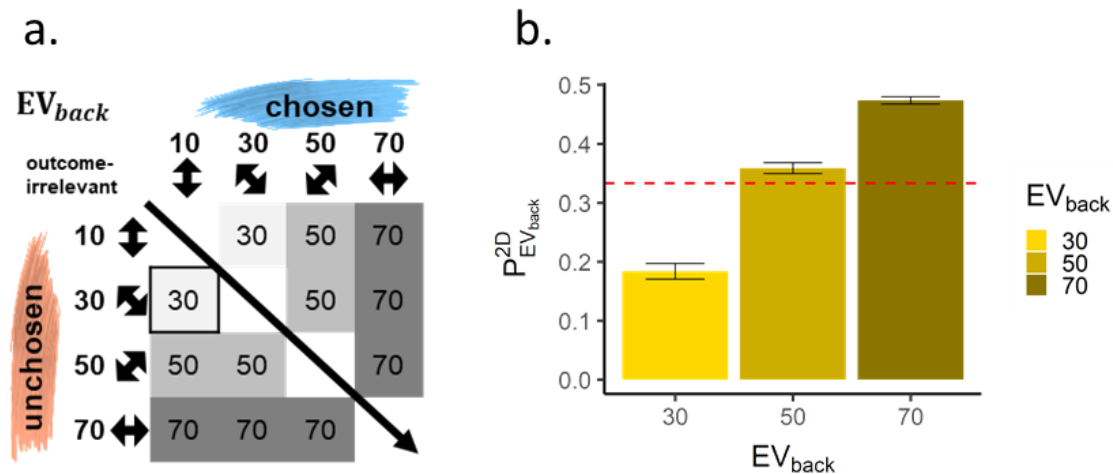 a.
EV_back
chosen
10 30 50 70
outcome-
irrelevant
unchosen
10 30 50 70
30 30 50 70
50 50 50 70
70 70 70 70
b.
P^2D_EV_back
0.5
0.4
0.3
0.2
0.1
0.0
30 50 70
EV_back
EV_back
30
50
70